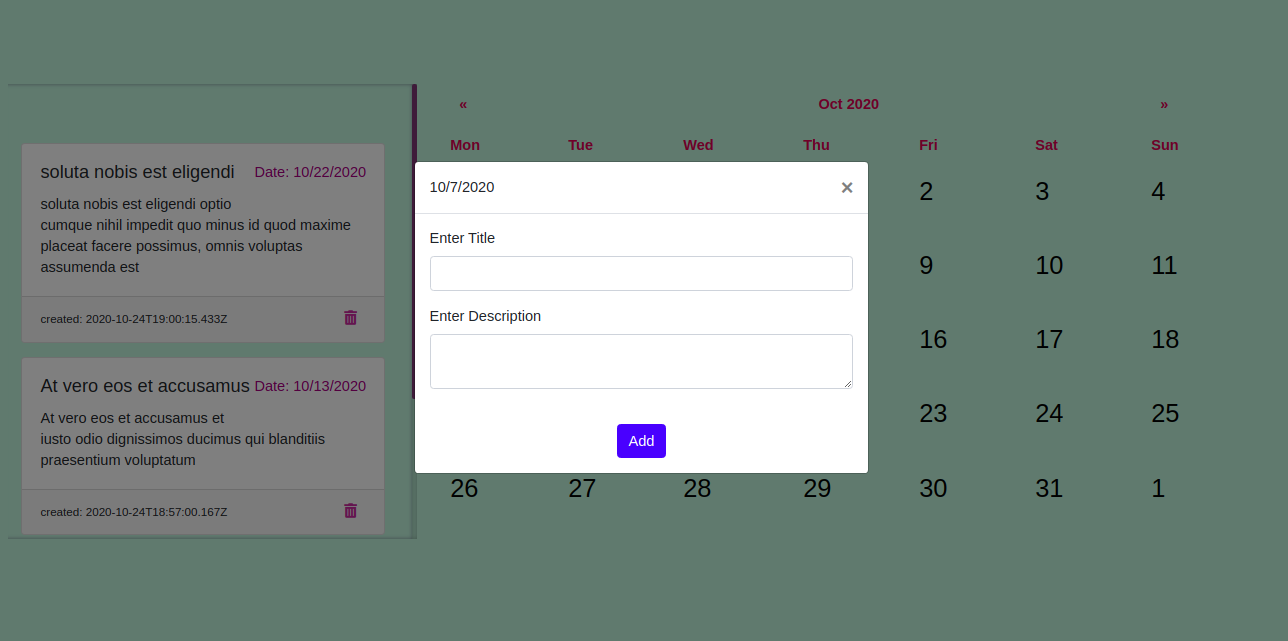 soluta nobis est eligendi Date: 10/22/2020
soluta nobis est eligendi optio
cumque nihil impedit quo minus id quod maxime
placeat facere possimus, omnis voluptas
assumenda est
created: 2020-10-24T19:00:15.433Z
At vero eos et accusamus Date: 10/13/2020
At vero eos et accusamus et
iusto odio dignissimos ducimus qui blanditiis
praesentium voluptatum
created: 2020-10-24T18:57:00.167Z
« Oct 2020 »
Mon Tue Wed Thu Fri Sat Sun
10/7/2020 ×
Enter Title
Enter Description
Add
2 3 4
9 10 11
16 17 18
23 24 25
26 27 28 29 30 31 1